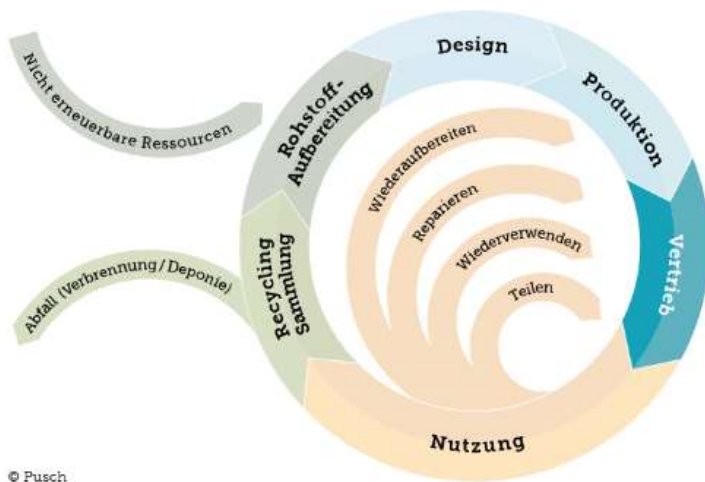 Design
Produktion
Vertrieb
Nutzung
Recycling
Sammlung
Rohstoff-
Aufbereitung
Nicht erneuerbare Ressourcen
Abfall (Verbrennung/Deponie)
Wiederaufbereiten
Reparieren
Wiederverwenden
Teilen
© Pusch